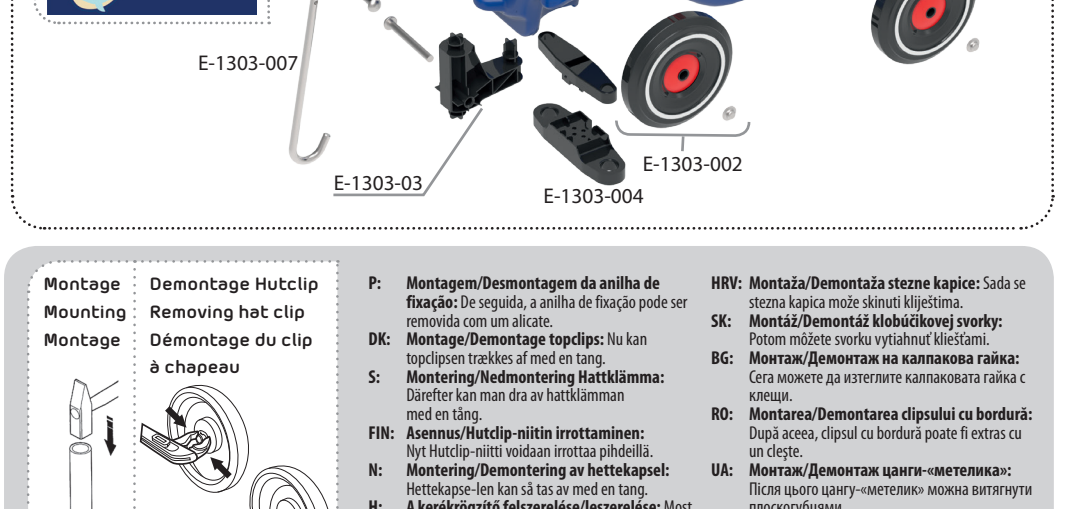 E-1303-007
E-1303-002
E-1303-03
E-1303-004
Montage
Mounting
Montage
Demontage Hutclip
Removing hat clip
Démontage du clip
à chapeau
P: Montagem/Desmontagem da anilha de
fixação: De seguida, a anilha de fixação pode ser
removida com um alicate.
DK: Montage/Demontage topclips: Nu kan
topclipsen trækkes af med en tang.
S: Montering/Nedmontering Hattklämma:
Därefter kan man dra av hattklämman
med en tång.
FIN: Asennus/Hutclip-niitin irrottaminen:
Nyt Hutclip-niitti voidaan irrottaa pihdeillä.
N: Montering/Demontering av hettekapsel:
Hettekapse-len kan så tas av med en tang.
H: A kerékrögzítő felszerelése/leszerelése: Most
HRV: Montaža/Demontaža stezne kapice: Sada se
stezna kapica može skinuti kliještima.
SK: Montáž/Demontáž klobúčikovej svorky:
Potom môžete svorku vytiahnuť kliešťami.
BG: Монтаж/Демонтаж на калпакова гайка:
Сега можете да изтеглите калпаковата гайка с
клещи.
RO: Montarea/Demontarea clipsului cu bordură:
După aceea, clipsul cu bordură poate fi extras cu
un clește.
UA: Монтаж/Демонтаж цанги-«метелика»:
Після цього цангу-«метелик» можна витягнути
плоскогубцями.